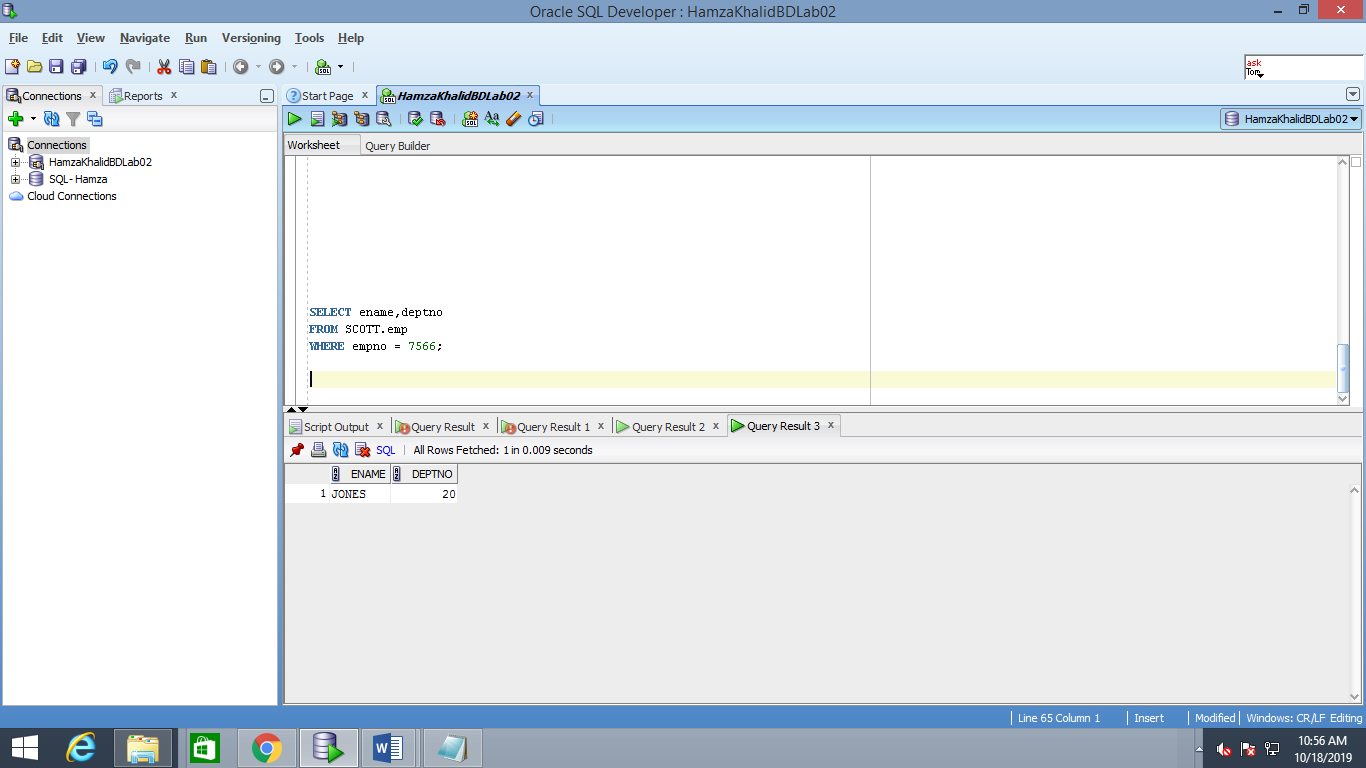 Oracle SQL Developer : HamzaKhalidBDLab02
File Edit View Navigate Run Versioning Tools Help
ask
Tom
Connections x Reports x
Start Page x HamzaKhalidBDLab02 x
HamzaKhalidBDLab02
Connections
HamzaKhalidBDLab02
SQL- Hamza
Cloud Connections
Worksheet Query Builder
SELECT ename,deptno
FROM SCOTT.emp
WHERE empno = 7566;
Script Output x Query Result x Query Result 1 x Query Result 2 x Query Result 3 x
SQL All Rows Fetched: 1 in 0.009 seconds
ENAME DEPTNO
1 JONES 20
Line 65 Column 1 Insert Modified Windows: CR/LF Editing
10:56 AM
10/18/2019